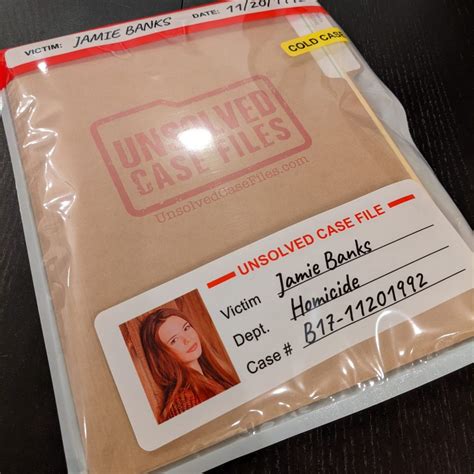 VICTIM: JAMIE BANKS DATE: 11/20/1992
COLD CASE
UNSOLVED
CASE FILES
UnsolvedCaseFiles.com
UNSOLVED CASE FILE
Victim Jamie Banks
Dept. Homicide
Case # B17-11201992